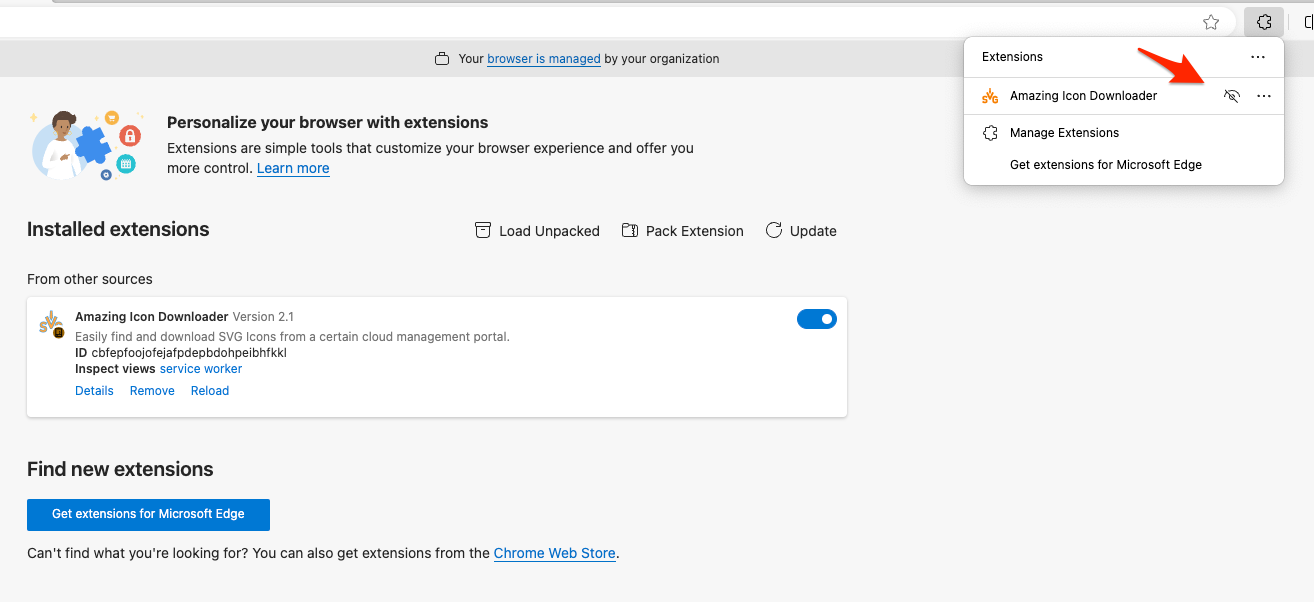 Your browser is managed by your organization
Extensions
SVG Amazing Icon Downloader
Manage Extensions
Get extensions for Microsoft Edge
Personalize your browser with extensions
Extensions are simple tools that customize your browser experience and offer you
more control. Learn more
Installed extensions
Load Unpacked
Pack Extension
Update
From other sources
SVG
Amazing Icon Downloader Version 2.1
Easily find and download SVG Icons from a certain cloud management portal.
ID cbfepfoojofejafpdepbdohpeibhfkkl
Inspect views service worker
Details Remove Reload
Find new extensions
Get extensions for Microsoft Edge
Can't find what you're looking for? You can also get extensions from the Chrome Web Store.